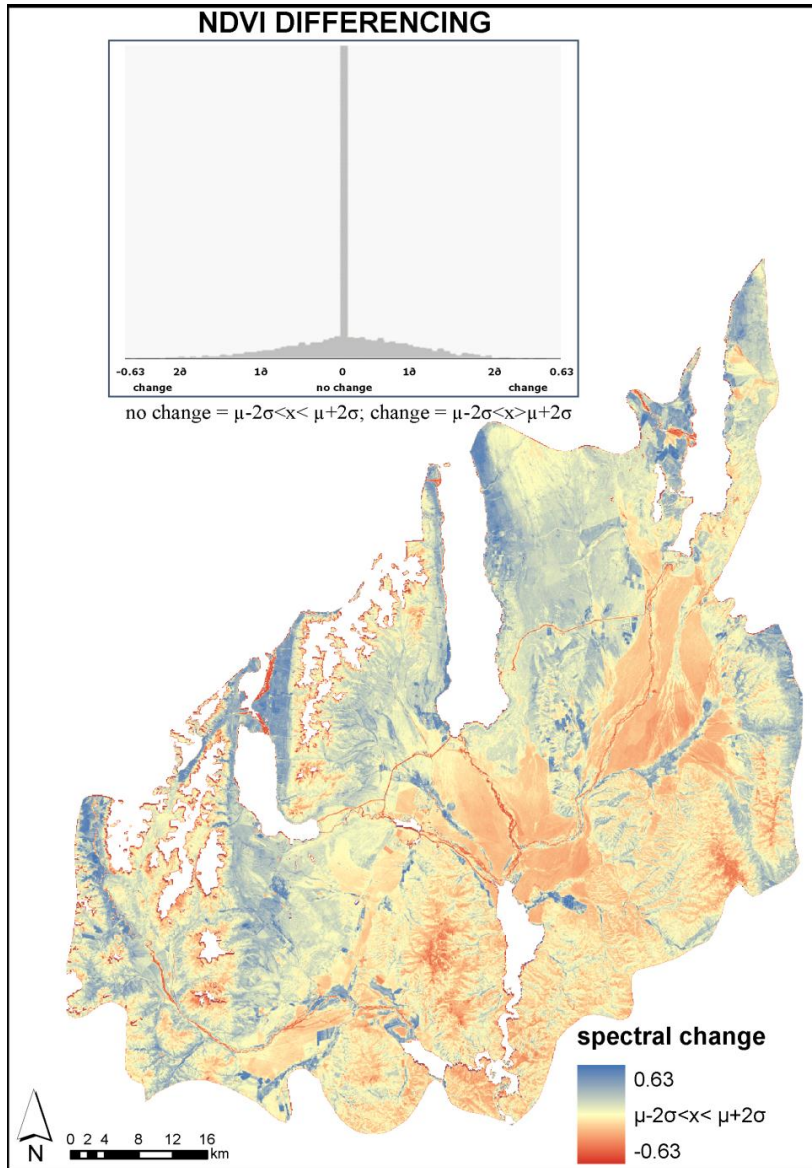 NDVI DIFFERENCING
-0.63 2∂ 1∂ 0 1∂ 2∂ 0.63
change no change change
no change = μ-2σ<x< μ+2σ; change = μ-2σ<x>μ+2σ
spectral change
0.63
μ-2σ<x< μ+2σ
-0.63
N
0 2 4 8 12 16
km